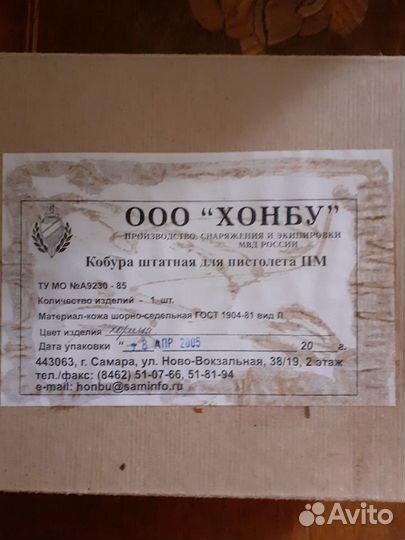 ООО "ХОНБУ"
ПРОИЗВОДСТВО, СНАРЯЖЕНИЯ И ЭКИПИРОВКИ
МВД РОССИИ
Кобура штатная для пистолета ПМ
ТУ МО №А9230 - 85
Количество изделий - 1 шт.
Материал-кожа шорно-седельная ГОСТ 1904-81 вид Л
Цвет изделия
Дата упаковки " 8 АПР 2005 20 г.
443063, г. Самара, ул. Ново-Вокзальная, 38/19, 2 этаж
тел./факс: (8462) 51-07-66, 51-81-94
e-mail: honbu@saminfo.ru
Avito